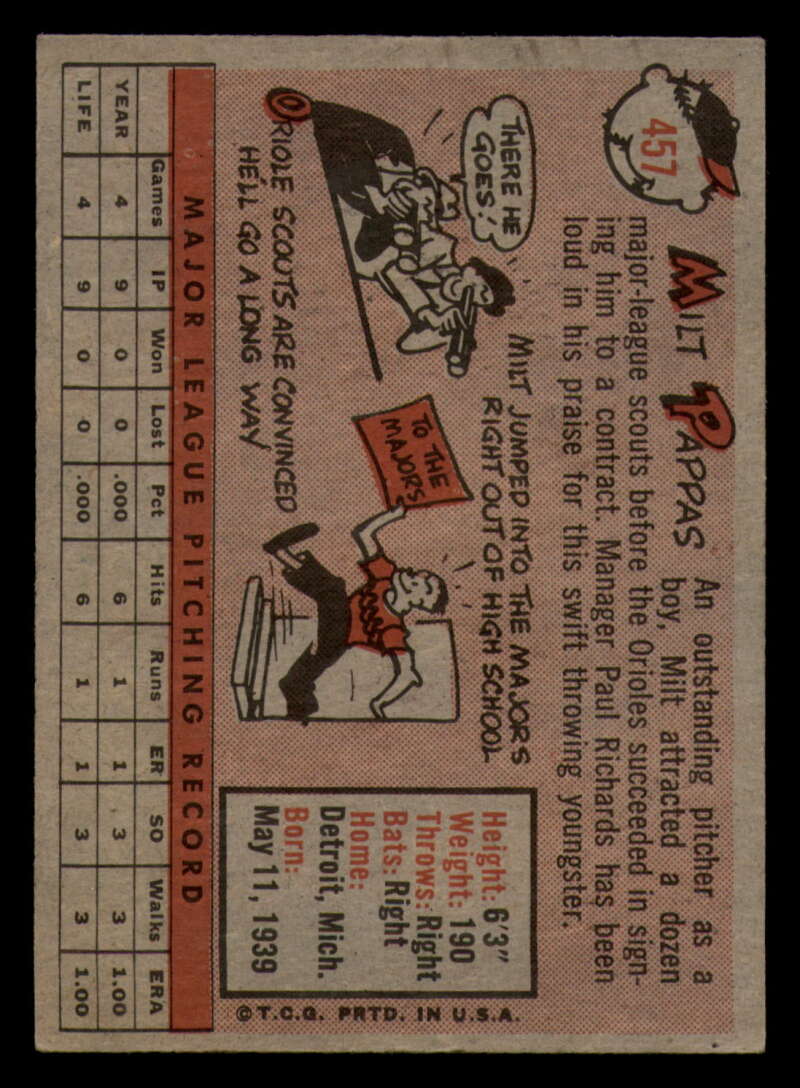 457
MILT PAPPAS
An outstanding pitcher as a
boy, Milt attracted a dozen
major-league scouts before the Orioles succeeded in sign-
ing him to a contract. Manager Paul Richards has been
loud in his praise for this swift throwing youngster.
THERE HE
GOES!
ORIOLE SCOUTS ARE CONVINCED
HE'LL GO A LONG WAY
MILT JUMPED INTO THE MAJORS
RIGHT OUT OF HIGH SCHOOL
TO THE
MAJORS
Height: 6'3"
Weight: 190
Throws: Right
Bats: Right
Home:
Detroit, Mich.
Born:
May 11, 1939
© T.C.G. PRTD. IN U.S.A.
MAJOR LEAGUE PITCHING RECORD
Games IP Won Lost Pct Hits Runs ER SO Walks ERA
YEAR 4 9 0 0 .000 6 1 1 3 3 1.00
LIFE 4 9 0 0 .000 6 1 1 3 3 1.00